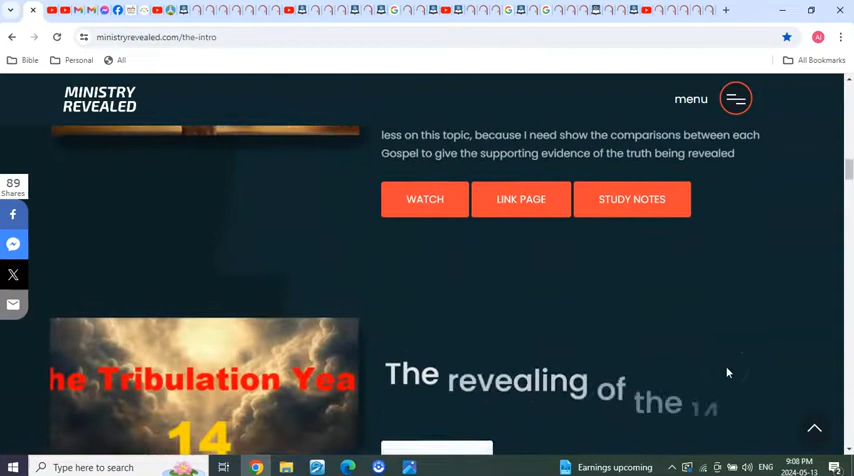 ministryrevealed.com/the-intro
Bible
Personal
All
All Bookmarks
MINISTRY
REVEALED
menu
less on this topic, because I need show the comparisons between each
Gospel to give the supporting evidence of the truth being revealed
89
Shares
WATCH
LINK PAGE
STUDY NOTES
he Tribulation Yea
14
The revealing of the 14
Type here to search
Earnings upcoming
ENG
9:08 PM
2024-05-13